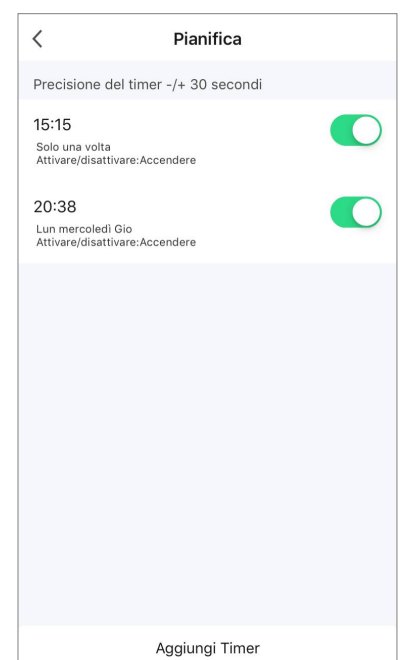 Pianifica
Precisione del timer -/+ 30 secondi
15:15
Solo una volta
Attivare/disattivare:Accendere
20:38
Lun mercoledì Gio
Attivare/disattivare:Accendere
Aggiungi Timer